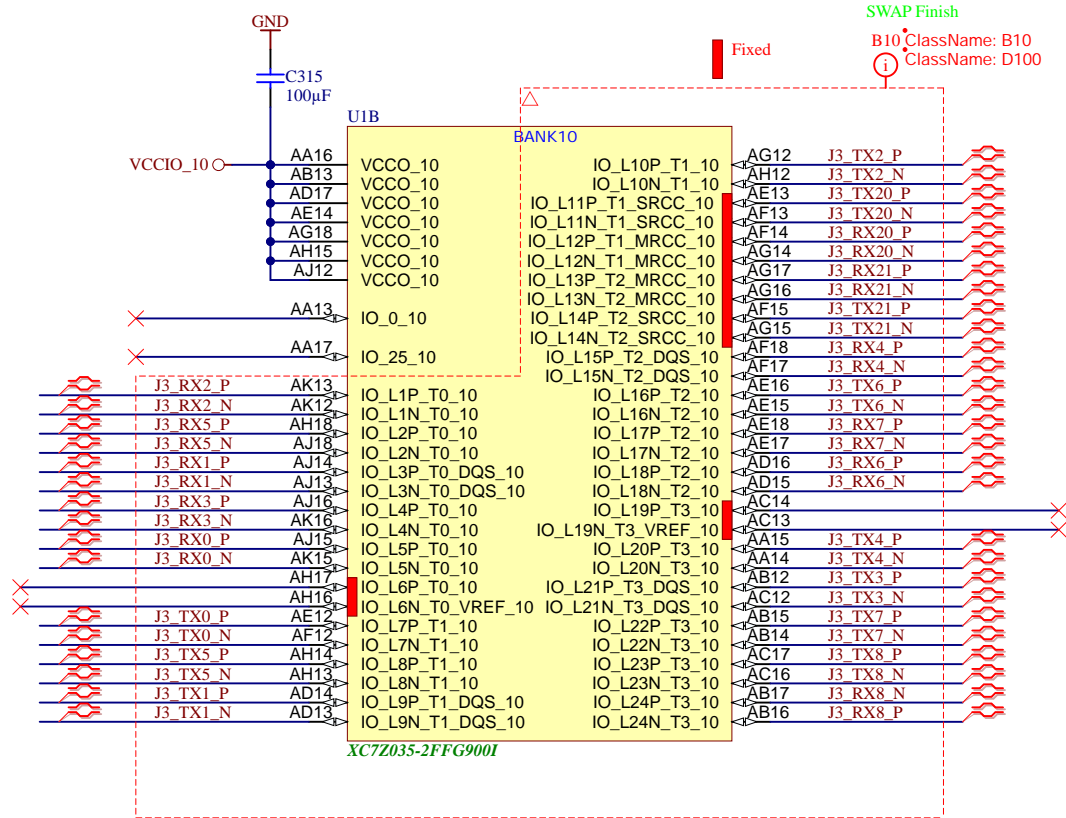 SWAP Finish
GND
Fixed
B10
ClassName: B10
ClassName: D100
i
C315
100µF
U1B
BANK10
VCCIO_10
AA16 VCCO_10
AB13 VCCO_10
AD17 VCCO_10
AE14 VCCO_10
AG18 VCCO_10
AH15 VCCO_10
AJ12 VCCO_10
AA13 IO_0_10
AA17 IO_25_10
J3_RX2_P AK13 IO_L1P_T0_10
J3_RX2_N AK12 IO_L1N_T0_10
J3_RX5_P AH18 IO_L2P_T0_10
J3_RX5_N AJ18 IO_L2N_T0_10
J3_RX1_P AJ14 IO_L3P_T0_DQS_10
J3_RX1_N AJ13 IO_L3N_T0_DQS_10
J3_RX3_P AJ16 IO_L4P_T0_10
J3_RX3_N AK16 IO_L4N_T0_10
J3_RX0_P AJ15 IO_L5P_T0_10
J3_RX0_N AK15 IO_L5N_T0_10
AH17 IO_L6P_T0_10
AH16 IO_L6N_T0_VREF_10
J3_TX0_P AE12 IO_L7P_T1_10
J3_TX0_N AF12 IO_L7N_T1_10
J3_TX5_P AH14 IO_L8P_T1_10
J3_TX5_N AH13 IO_L8N_T1_10
J3_TX1_P AD14 IO_L9P_T1_DQS_10
J3_TX1_N AD13 IO_L9N_T1_DQS_10
IO_L10P_T1_10 AG12 J3_TX2_P
IO_L10N_T1_10 AH12 J3_TX2_N
IO_L11P_T1_SRCC_10 AE13 J3_TX20_P
IO_L11N_T1_SRCC_10 AF13 J3_TX20_N
IO_L12P_T1_MRCC_10 AF14 J3_RX20_P
IO_L12N_T1_MRCC_10 AG14 J3_RX20_N
IO_L13P_T2_MRCC_10 AG17 J3_RX21_P
IO_L13N_T2_MRCC_10 AG16 J3_RX21_N
IO_L14P_T2_SRCC_10 AF15 J3_TX21_P
IO_L14N_T2_SRCC_10 AG15 J3_TX21_N
IO_L15P_T2_DQS_10 AF18 J3_RX4_P
IO_L15N_T2_DQS_10 AF17 J3_RX4_N
IO_L16P_T2_10 AE16 J3_TX6_P
IO_L16N_T2_10 AE15 J3_TX6_N
IO_L17P_T2_10 AE18 J3_RX7_P
IO_L17N_T2_10 AE17 J3_RX7_N
IO_L18P_T2_10 AD16 J3_RX6_P
IO_L18N_T2_10 AD15 J3_RX6_N
IO_L19P_T3_10 AC14
IO_L19N_T3_VREF_10 AC13
IO_L20P_T3_10 AA15 J3_TX4_P
IO_L20N_T3_10 AA14 J3_TX4_N
IO_L21P_T3_DQS_10 AB12 J3_TX3_P
IO_L21N_T3_DQS_10 AC12 J3_TX3_N
IO_L22P_T3_10 AB15 J3_TX7_P
IO_L22N_T3_10 AB14 J3_TX7_N
IO_L23P_T3_10 AC17 J3_TX8_P
IO_L23N_T3_10 AC16 J3_TX8_N
IO_L24P_T3_10 AB17 J3_RX8_N
IO_L24N_T3_10 AB16 J3_RX8_P
XC7Z035-2FFG900I